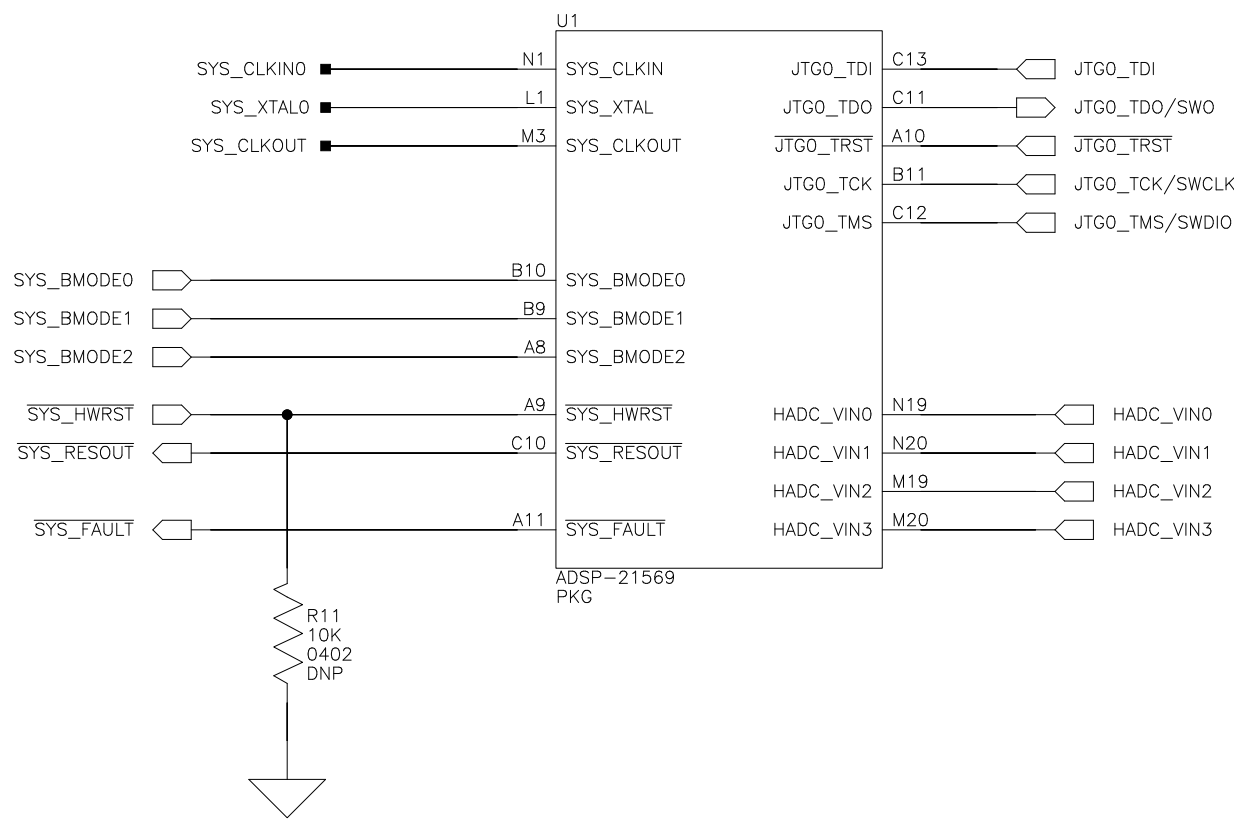 U1
SYS_CLKIN0 N1 SYS_CLKIN JTG0_TDI C13 JTG0_TDI
SYS_XTAL0 L1 SYS_XTAL JTG0_TDO C11 JTG0_TDO/SWO
SYS_CLKOUT M3 SYS_CLKOUT JTG0_TRST A10 JTG0_TRST
JTG0_TCK B11 JTG0_TCK/SWCLK
JTG0_TMS C12 JTG0_TMS/SWDIO
SYS_BMODE0 B10 SYS_BMODE0
SYS_BMODE1 B9 SYS_BMODE1
SYS_BMODE2 A8 SYS_BMODE2
SYS_HWRST A9 SYS_HWRST HADC_VIN0 N19 HADC_VIN0
SYS_RESOUT C10 SYS_RESOUT HADC_VIN1 N20 HADC_VIN1
HADC_VIN2 M19 HADC_VIN2
SYS_FAULT A11 SYS_FAULT HADC_VIN3 M20 HADC_VIN3
ADSP-21569
PKG
R11
10K
0402
DNP